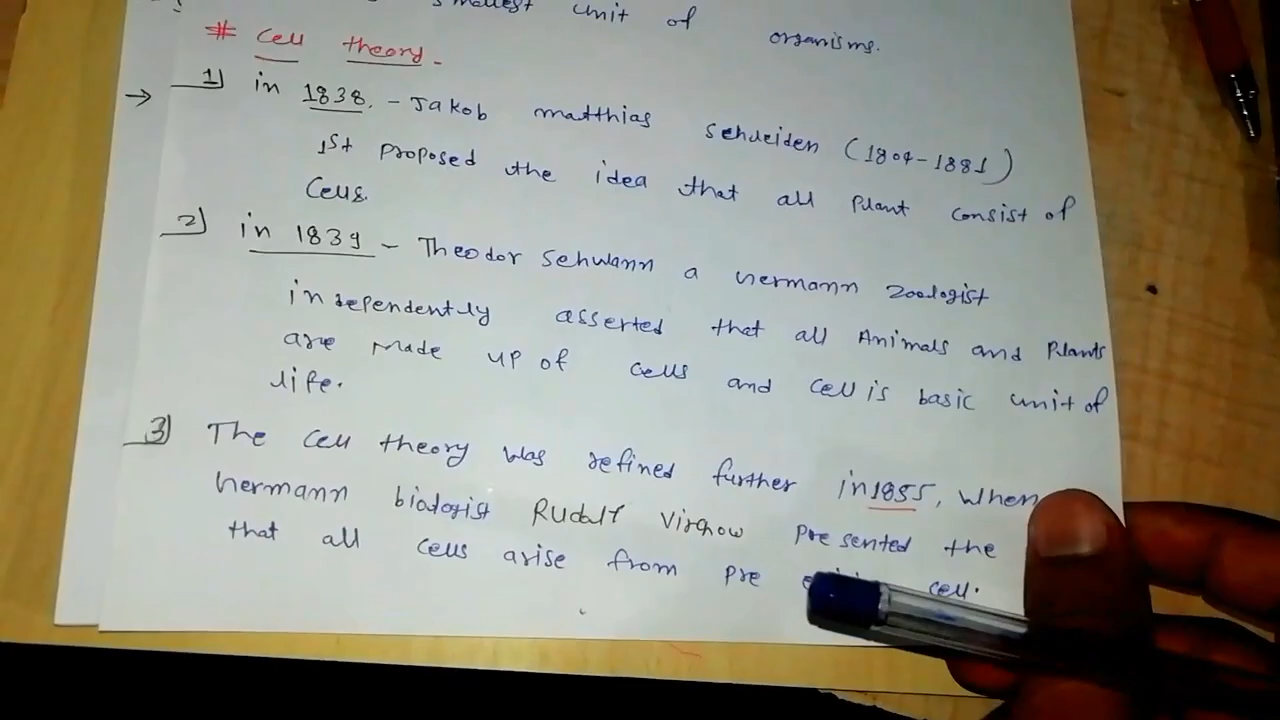 smallest unit of organisms.
# Cell theory -
→ 1) in 1838. - Jakob matthias Schleiden (1804-1881)
1st proposed the idea that all Plant consist of
Cells.
2) in 1839 - Theodor Schwann a hermann Zoologist
independently asserted that all Animals and Plants
are made up of cells and cell is basic unit of
life.
3) The cell theory was refined further in 1855, when
hermann biologist Rudolf Virchow presented the
that all cells arise from pre cell.